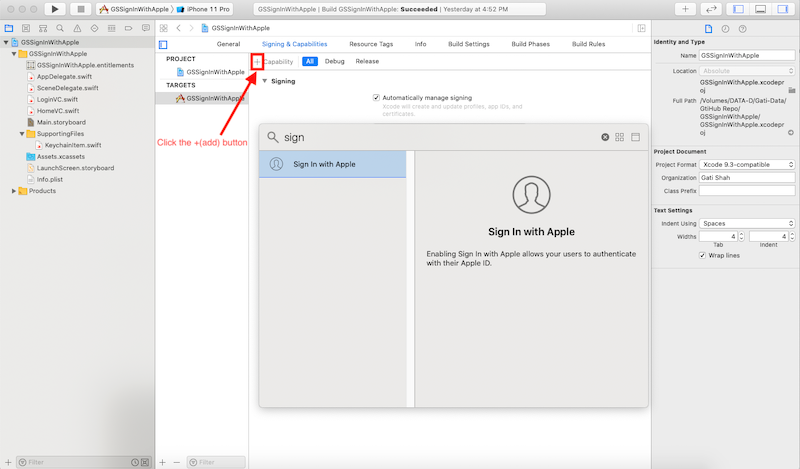 GSSignInWithApple
iPhone 11 Pro
GSSignInWithApple | Build GSSignInWithApple: Succeeded | Yesterday at 4:52 PM
GSSignInWithApple
GSSignInWithApple
GSSignInWithApple.entitlements
AppDelegate.swift
SceneDelegate.swift
LoginVC.swift
HomeVC.swift
Main.storyboard
SupportingFiles
KeychainItem.swift
Assets.xcassets
LaunchScreen.storyboard
Info.plist
Products
Filter
GSSignInWithApple
General
Signing & Capabilities
Resource Tags
Info
Build Settings
Build Phases
Build Rules
PROJECT
GSSignInWithApple
TARGETS
GSSignInWithApple
Filter
+ Capability
All
Debug
Release
Signing
Automatically manage signing
Xcode will create and update profiles, app IDs, and
certificates.
Click the +(add) button
sign
Sign In with Apple
Sign In with Apple
Enabling Sign In with Apple allows your users to authenticate
with their Apple ID.
Identity and Type
Name GSSignInWithApple
Location Absolute
GSSignInWithApple.xcodepro
j
Full Path /Volumes/DATA-D/Gati-Data/
GtiHub Repo/
GSSignInWithApple/
GSSignInWithApple.xcodepro
j
Project Document
Project Format Xcode 9.3-compatible
Organization Gati Shah
Class Prefix
Text Settings
Indent Using Spaces
Widths 4 4
Tab Indent
Wrap lines